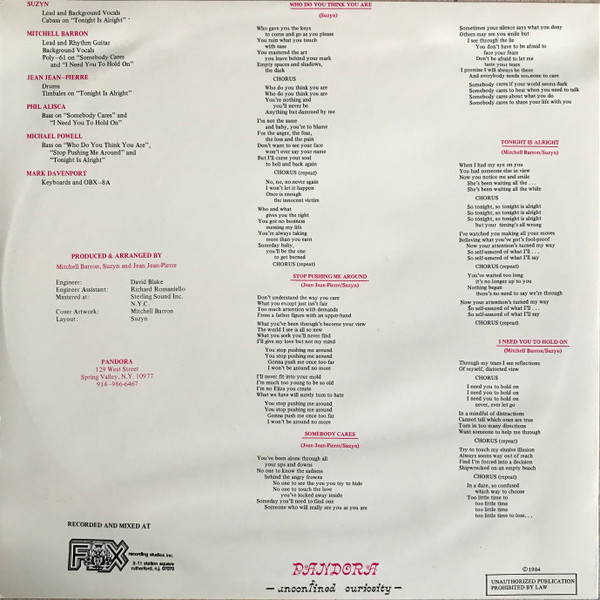 SUZYN
Lead and Background Vocals
Cabasa on "Tonight Is Alright"
MITCHELL BARRON
Lead and Rhythm Guitar
Background Vocals
Poly-61 on "Somebody Cares
and "I Need You To Hold On"
JEAN JEAN-PIERRE
Drums
Timbales on "Tonight Is Alright"
PHIL ALISCA
Bass on "Somebody Cares" and
"I Need You To Hold On"
MICHAEL POWELL
Bass on "Who Do You Think You Are",
"Stop Pushing Me Around" and
"Tonight is Alright"
MARK DAVENPORT
Keyboards and OBX-8A
PRODUCED & ARRANGED BY
Mitchell Barron, Suzyn and Jean Jean-Pierre
Engineer: David Blake
Engineer Assistant: Richard Romaniello
Mastered at: Sterling Sound Inc.
N.Y.C.
Cover Artwork: Mitchell Barron
Layout: Suzyn
PANDORA
129 West Street
Spring Valley, N.Y. 10977
914-986-6467
RECORDED AND MIXED AT
FOX
recording studios inc.
8-11 station square
rutherford, n.j. 07070
WHO DO YOU THINK YOU ARE
(Suzyn)
Who gave you the keys
to come and go as you please
You ruin what you touch
with ease
You mastered the art
you leave behind your mark
Empty spaces and shadows,
the dark
CHORUS
Who do you think you are
Who do you think you are
You're nothing and
you'll never be
Anything but damned by me
I'm not the same
and baby, you're to blame
For the anger, the fear,
the loss and the pain
Don't want to see your face
won't ever say your name
But I'll curse your soul
to hell and back again
CHORUS (repeat)
No, no, no never again
I won't let it happen
Once is enough
the innocent victim
Who and what
gives you the right
You got no business
messing my life
You're always taking
more than you earn
Someday baby,
you'll be the one
to get burned
CHORUS (repeat)
STOP PUSHING ME AROUND
(Jean Jean-Pierre/Suzyn)
Don't understand the way you care
What you except just isn't fair
Too much attention with demands
From a father figure with an upper-hand
What you've been through's become your view
The world I see is all so new
What you seek you'll never find
I'll give my love but not my mind
You stop pushing me around
You stop pushing me around
Gonna push me once too far
I won't be around no more
I'll never fit into your mold
I'm much too young to be so old
I'm no Eliza you create
What we have will surely turn to hate
You stop pushing me around
You stop pushing me around
Gonna push me once too far
I won't be around no more
SOMEBODY CARES
(Jean Jean-Pierre/Suzyn)
You've been alone through all
your ups and downs
No one to know the sadness
behind the angry frowns
No one to see the you you try to hide
No one to touch the love
you've locked away inside
Someday you'll need to find one
Someone who will really see you as you are
Sometimes your silence says what you deny
Others may see you smile but
I see through the lie
You don't have to be afraid to
face your fears
Don't be afraid to let me
taste your tears
I promise I will always be there
And everybody needs someone to care
Somebody cares if your world seems dark
Somebody cares to hear when you need to talk
Somebody cares about what you do
Somebody cares to share your life with you
TONIGHT IS ALRIGHT
(Mitchell Barron/Suzyn)
When I had my eye on you
You had someone else in view
Now you notice me and smile
She's been waiting all the . . .
She's been waiting all the while
CHORUS
So tonight, so tonight is alright
So tonight, so tonight is alright
So tonight, so tonight is alright
but your timing's all wrong
I've watched you making all your moves
Believing what you've got's fool-proof
Now your attention's turned my way
So self-assured of what I'll . . .
So self-assured of what I'll say
CHORUS (repeat)
You've waited too long
it's no longer up to you
Nothing began
there's no need to say we're through
Now your attention's turned my way
So self-assured of what I'll . . .
So self-assured of what I'll say
CHORUS (repeat)
I NEED YOU TO HOLD ON
(Mitchell Barron/Suzyn)
Through my tears I see reflections
Of myself, distorted view
CHORUS
I need you to hold on
I need you to hold on
I need you to hold on
never, ever let go
In a mindful of distractions
Cannot tell which ones are true
Torn in too many directions
Want someone to help me through
CHORUS (repeat)
Try to touch my elusive illusion
Always seems way out of reach
Find I'm forced into a decision
Shipwrecked on an empty beach
CHORUS (repeat)
In a daze, so confused
which way to choose
Too little time to
too little time
too little time
too little time to lose...
PANDORA
— unconfined curiosity —
©1984
UNAUTHORIZED PUBLICATION
PROHIBITED BY LAW